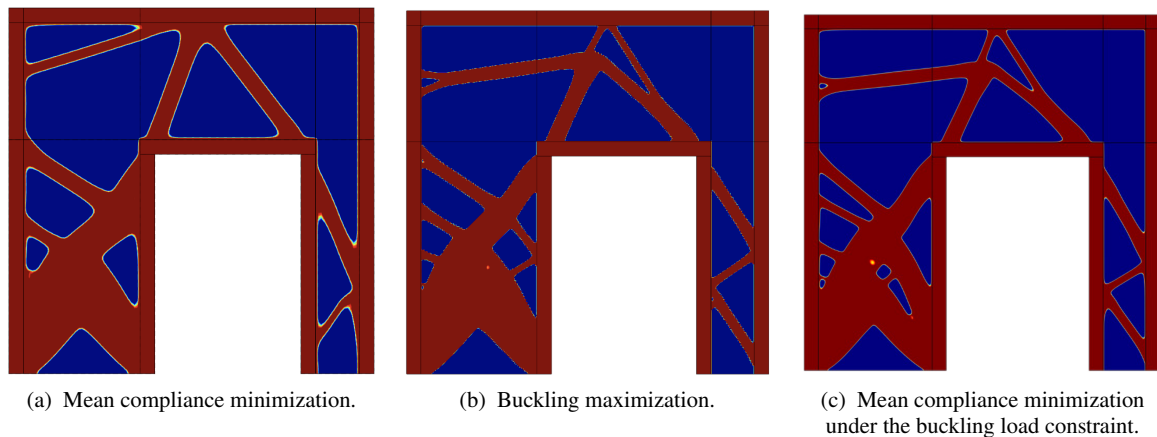 (a) Mean compliance minimization.
(b) Buckling maximization.
(c) Mean compliance minimization
under the buckling load constraint.